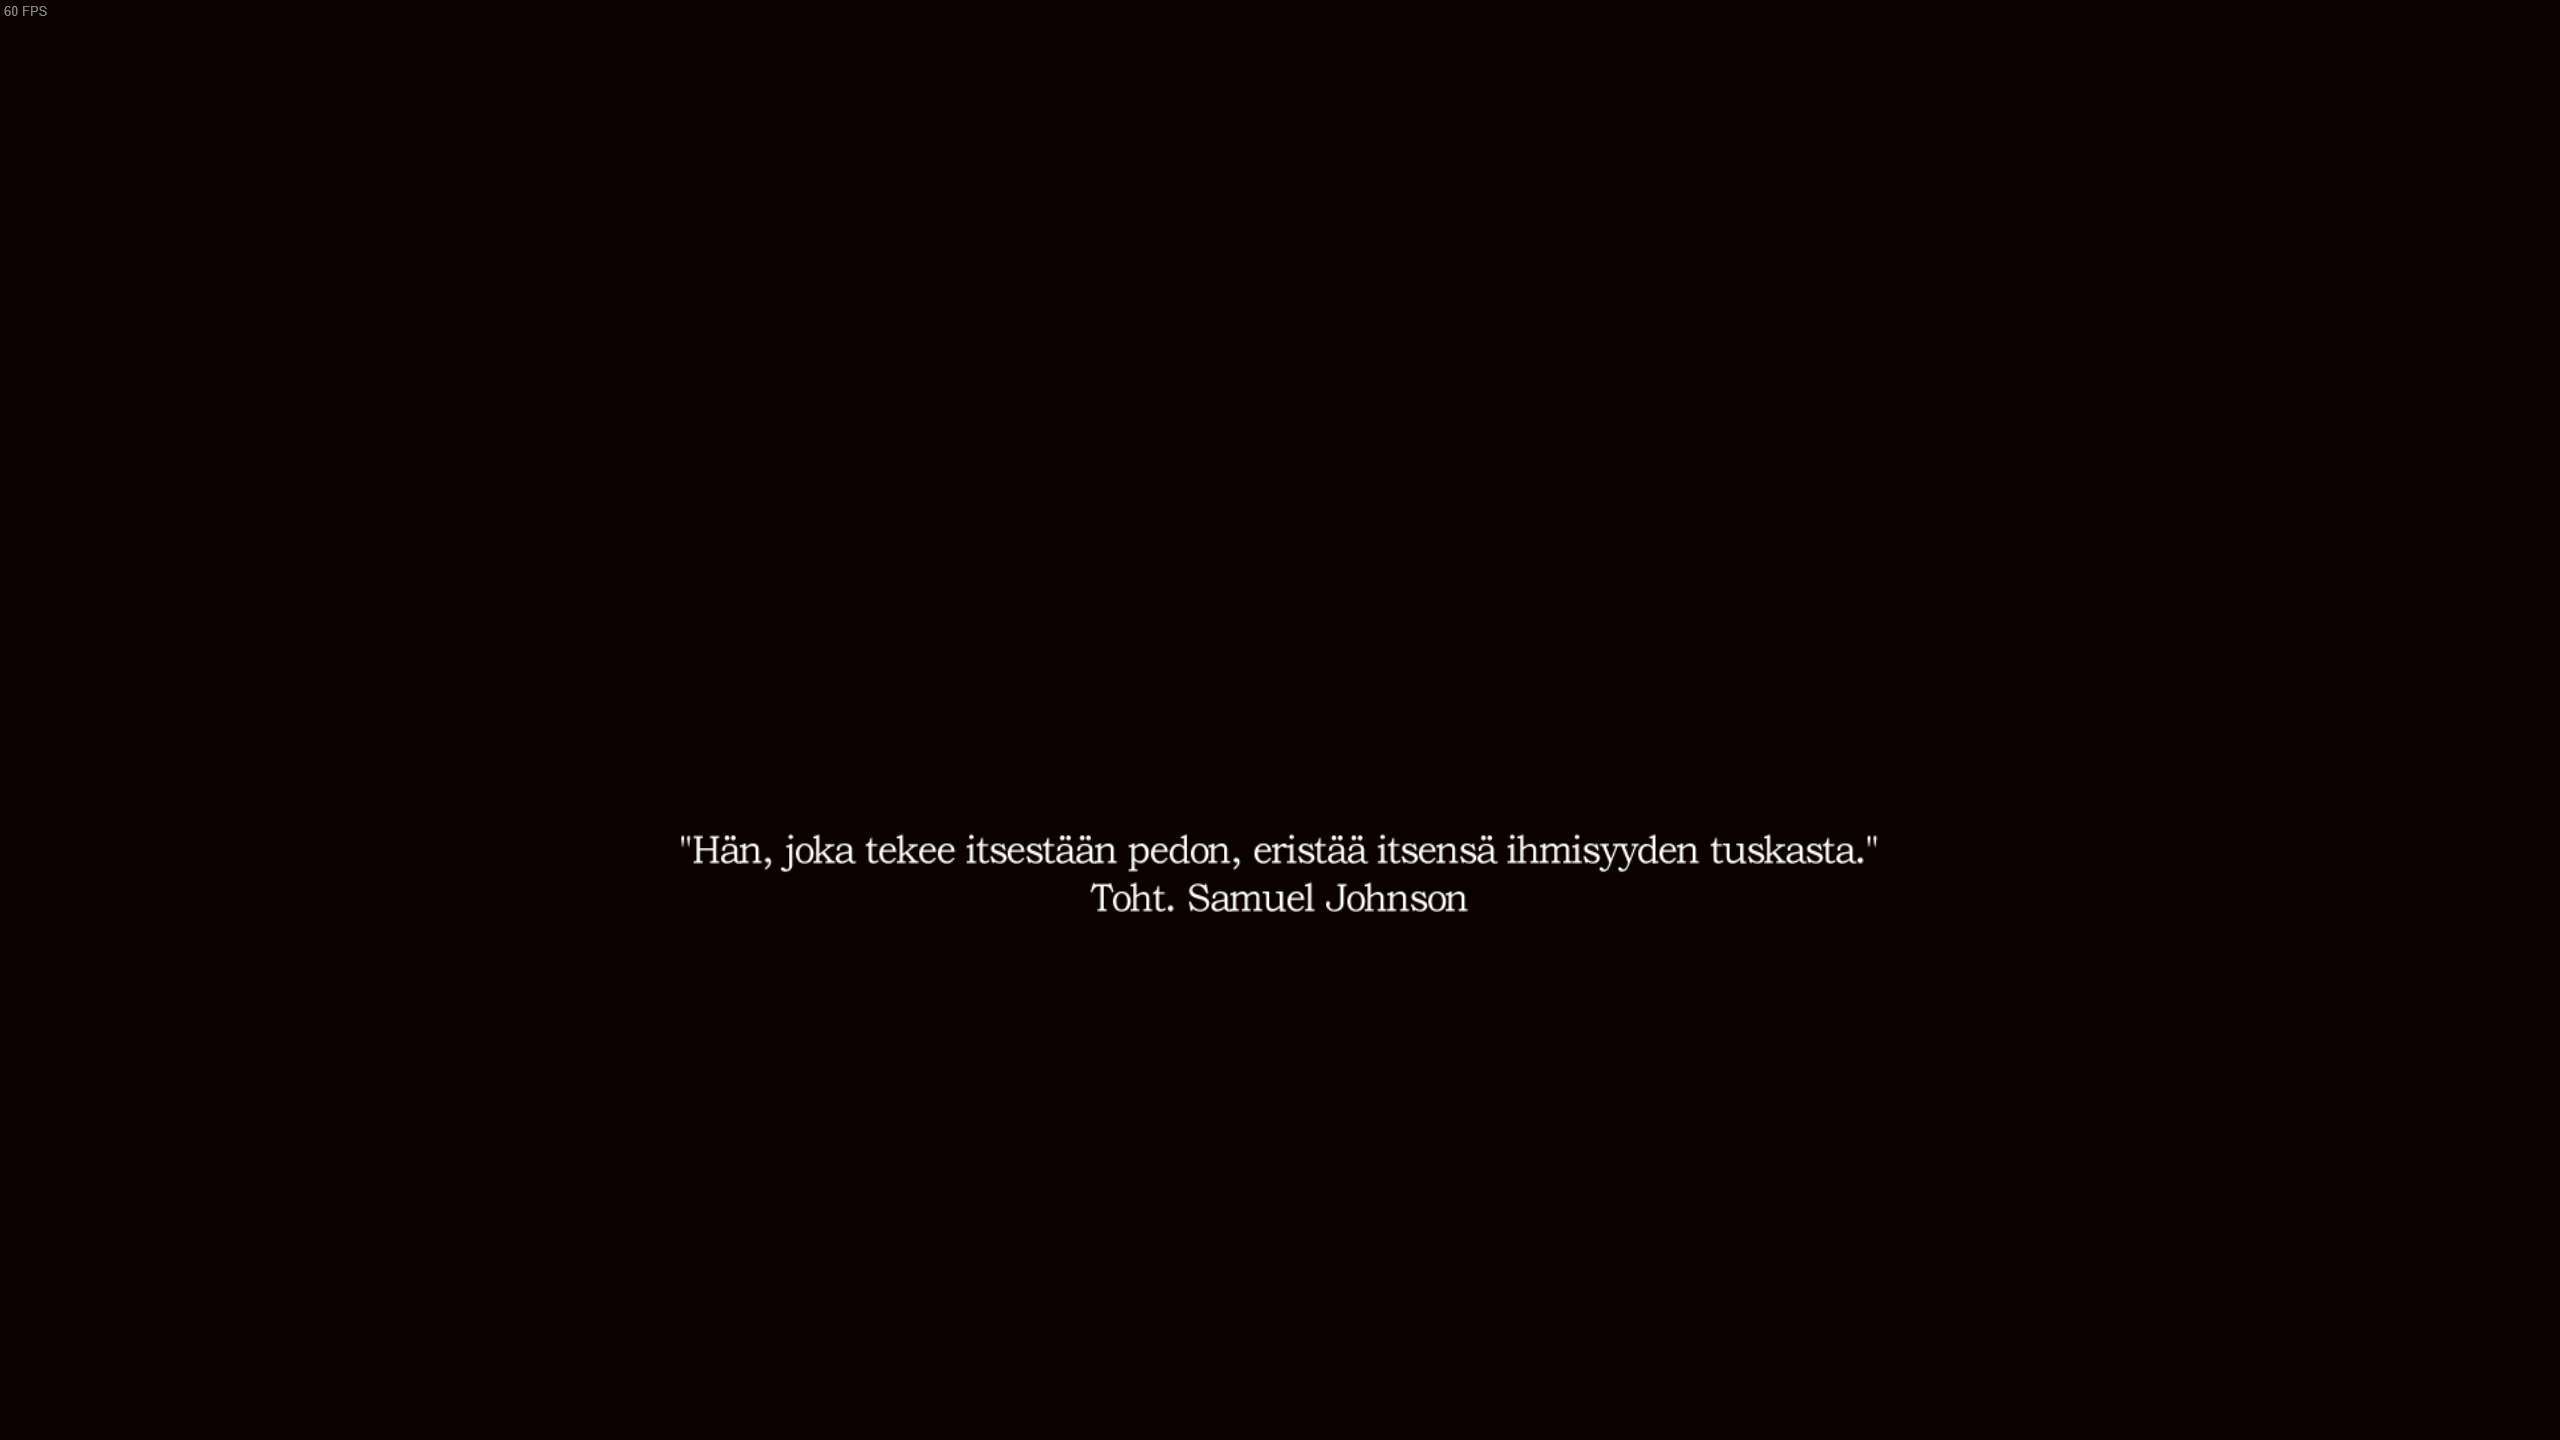 60 FPS
"Hän, joka tekee itsestään pedon, eristää itsensä ihmisyyden tuskasta."
Toht. Samuel Johnson